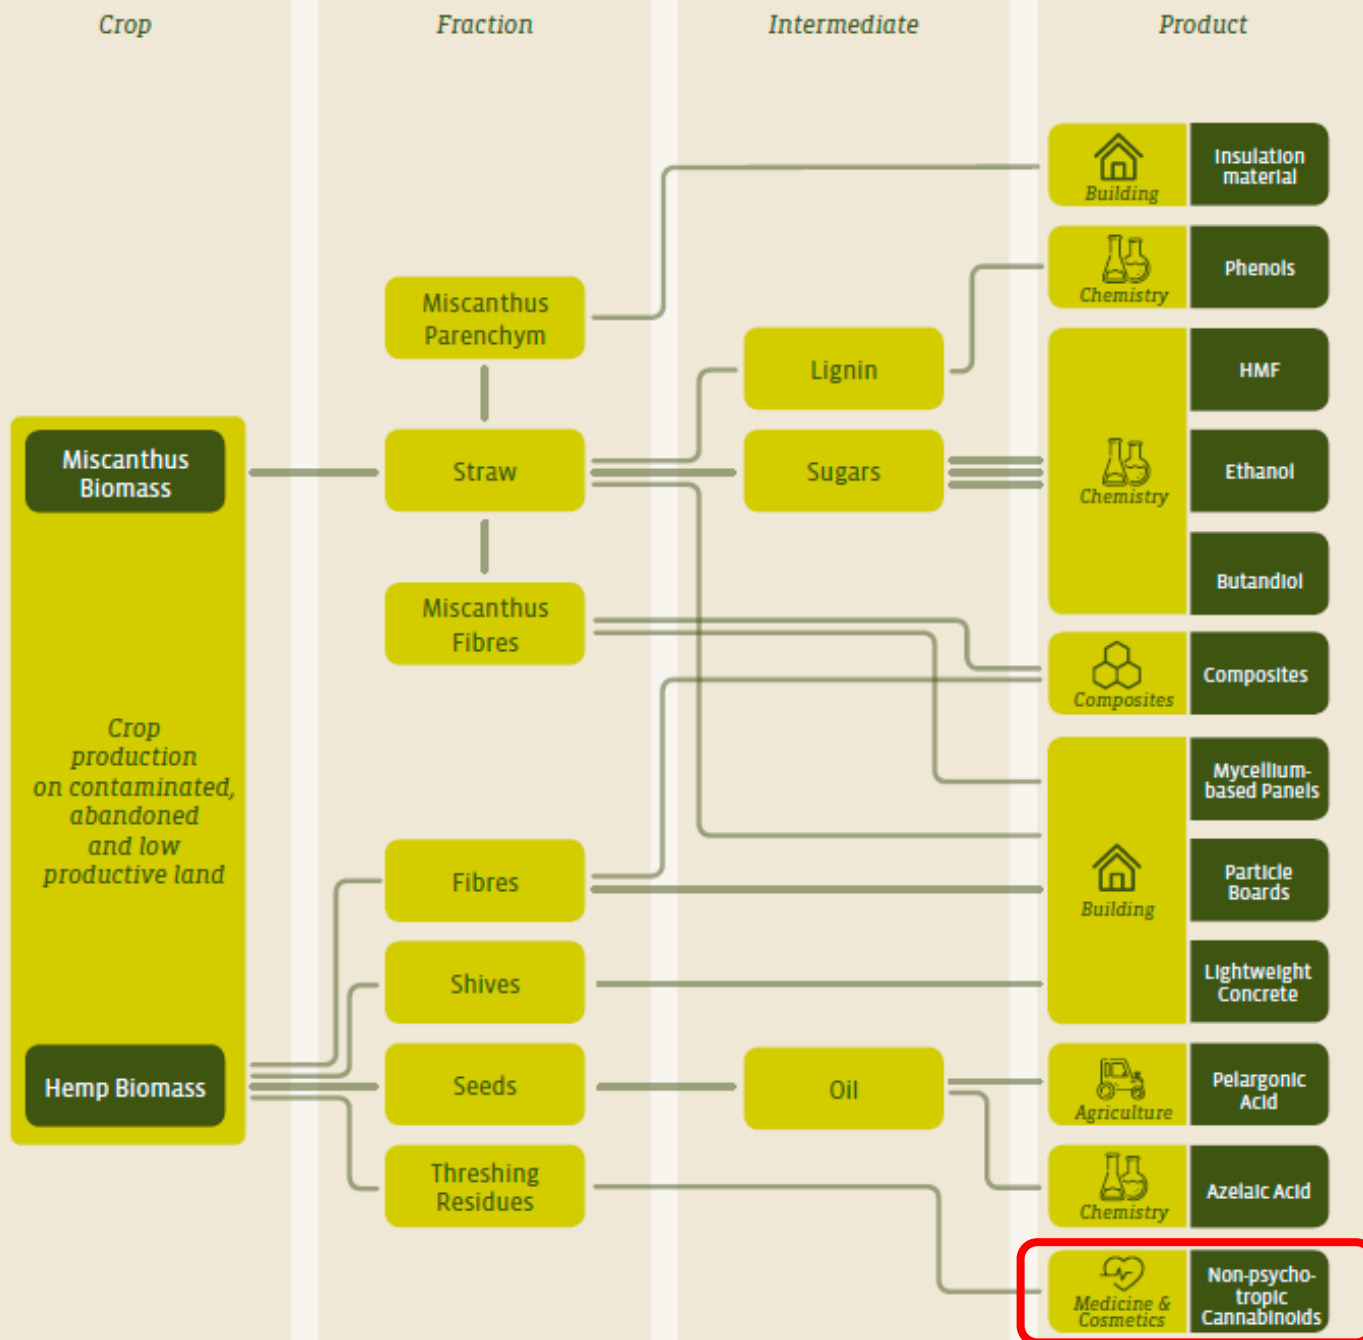 Crop
Fraction
Intermediate
Product
Miscanthus
Biomass
Crop
production
on contaminated,
abandoned
and low
productive land
Hemp Biomass
Miscanthus
Parenchym
Straw
Miscanthus
Fibres
Fibres
Shives
Seeds
Threshing
Residues
Lignin
Sugars
Oil
Building
Insulation
material
Chemistry
Phenols
Chemistry
HMF
Ethanol
Butandiol
Composites
Composites
Building
Mycellium-
based Panels
Particle
Boards
Lightweight
Concrete
Agriculture
Pelargonic
Acid
Chemistry
Azelaic Acid
Medicine &
Cosmetics
Non-psycho-
tropic
Cannabinoids